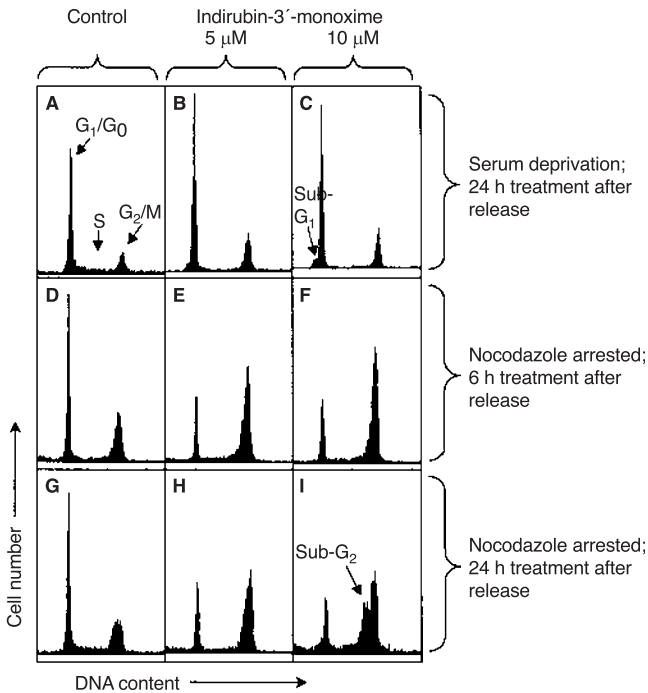 Control
Indirubin-3´-monoxime
5 µM
10 µM
A
G₁/G₀
S
G₂/M
B
C
Sub-
G₁
Serum deprivation;
24 h treatment after
release
D
E
F
Nocodazole arrested;
6 h treatment after
release
G
H
I
Sub-G₂
Nocodazole arrested;
24 h treatment after
release
Cell number
DNA content